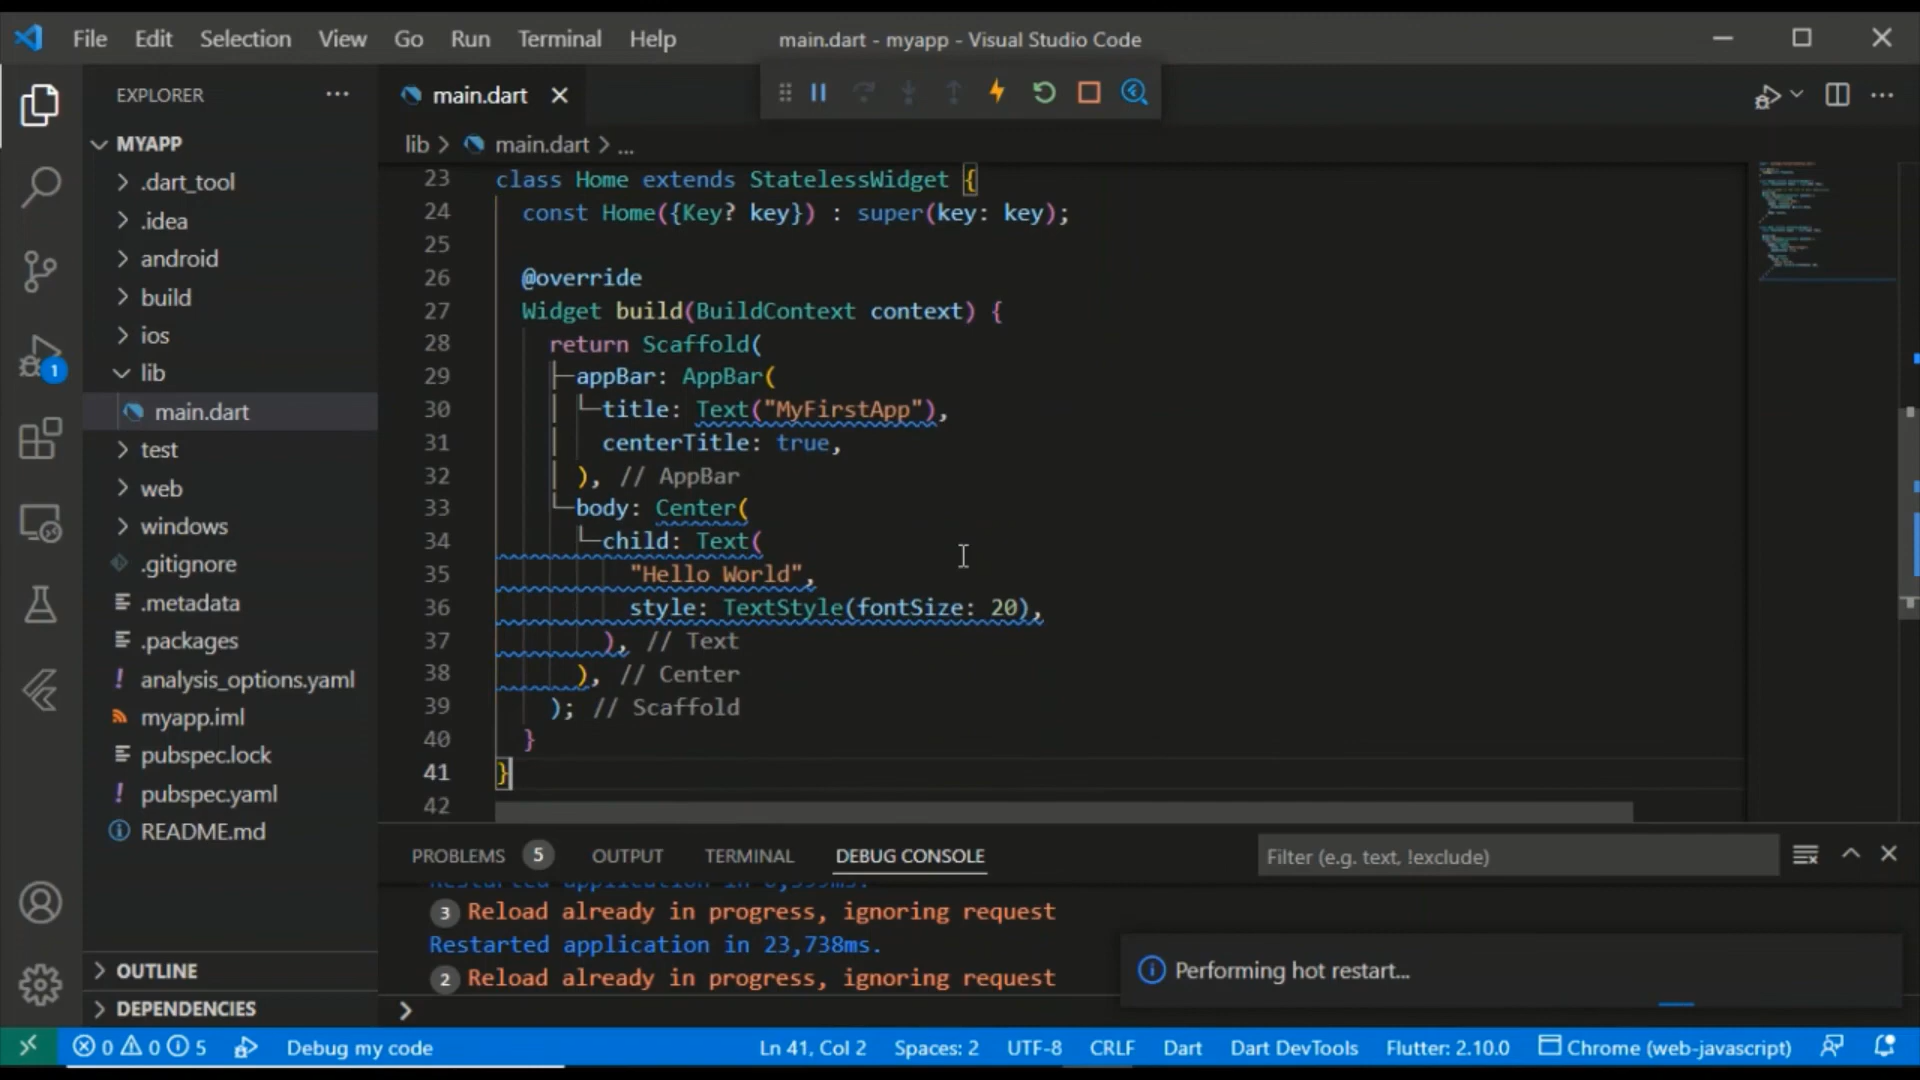 File Edit Selection View Go Run Terminal Help
main.dart - myapp - Visual Studio Code
EXPLORER
MYAPP
.dart_tool
.idea
android
build
ios
lib
main.dart
test
web
windows
.gitignore
.metadata
.packages
! analysis_options.yaml
myapp.iml
pubspec.lock
! pubspec.yaml
README.md
OUTLINE
DEPENDENCIES
1
main.dart
lib > main.dart > ...
23 class Home extends StatelessWidget {
24 const Home({Key? key}) : super(key: key);
25
26 @override
27 Widget build(BuildContext context) {
28 return Scaffold(
29 appBar: AppBar(
30 title: Text("MyFirstApp"),
31 centerTitle: true,
32 ), // AppBar
33 body: Center(
34 child: Text(
35 "Hello World",
36 style: TextStyle(fontSize: 20),
37 ), // Text
38 ), // Center
39 ); // Scaffold
40 }
41 }
42
PROBLEMS 5 OUTPUT TERMINAL DEBUG CONSOLE
Filter (e.g. text, !exclude)
3 Reload already in progress, ignoring request
Restarted application in 23,738ms.
2 Reload already in progress, ignoring request
>
Performing hot restart...
0 0 5 Debug my code
Ln 41, Col 2 Spaces: 2 UTF-8 CRLF Dart Dart DevTools Flutter: 2.10.0 Chrome (web-javascript)